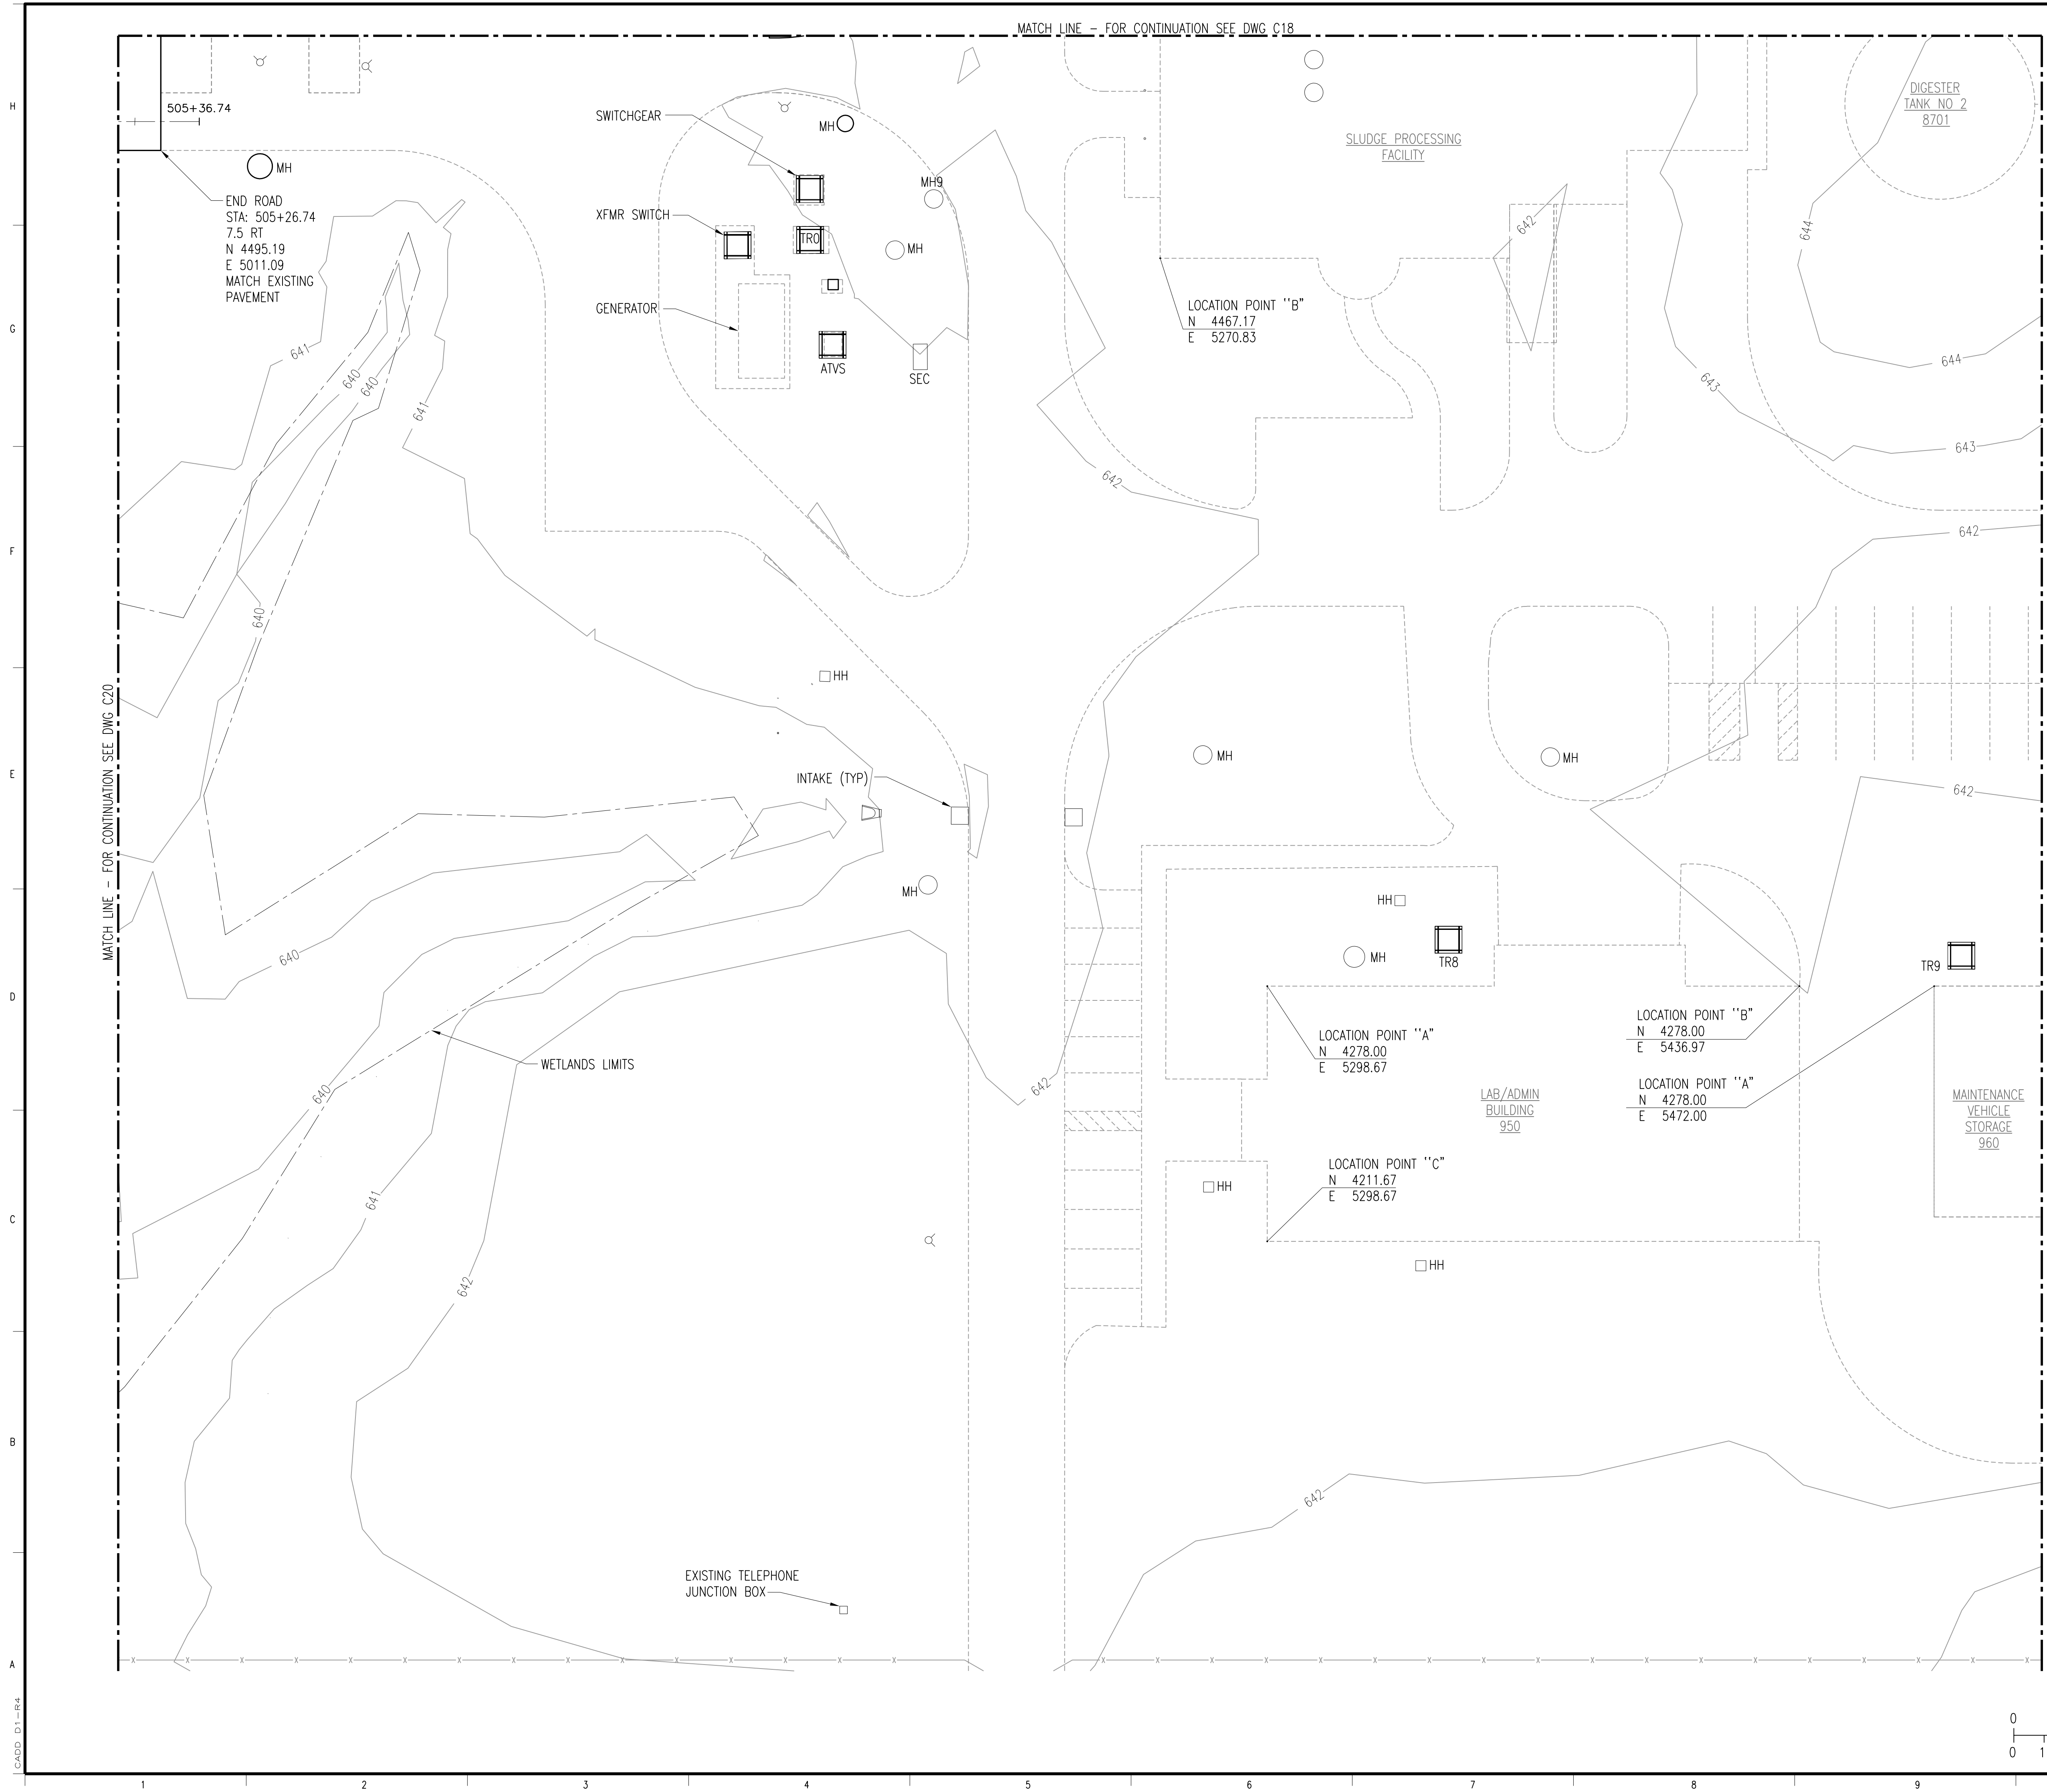 MATCH LINE - FOR CONTINUATION SEE DWG C18
H
505+36.74
MH
END ROAD
STA: 505+26.74
7.5 RT
N 4495.19
E 5011.09
MATCH EXISTING
PAVEMENT
SWITCHGEAR
MH
MH9
XFMR SWITCH
TR0
MH
GENERATOR
ATVS
SEC
SLUDGE PROCESSING
FACILITY
DIGESTER
TANK NO 2
8701
LOCATION POINT ''B"
N 4467.17
E 5270.83
642
644
644
643
643
G
641
640
640
641
642
642
F
640
HH
MATCH LINE - FOR CONTINUATION SEE DWG C20
E
INTAKE (TYP)
MH
MH
642
MH
HH
MH
TR8
TR9
640
D
LOCATION POINT ''A"
N 4278.00
E 5298.67
LOCATION POINT ''B"
N 4278.00
E 5436.97
LOCATION POINT ''A"
N 4278.00
E 5472.00
WETLANDS LIMITS
640
642
LAB/ADMIN
BUILDING
950
MAINTENANCE
VEHICLE
STORAGE
960
LOCATION POINT ''C"
N 4211.67
E 5298.67
HH
641
C
HH
642
B
642
EXISTING TELEPHONE
JUNCTION BOX
A
X X X X X X X X X X X X X X X X X X X X X X X X X X X X X X X X X
CADD D1-R4
0
0 1
1 2 3 4 5 6 7 8 9